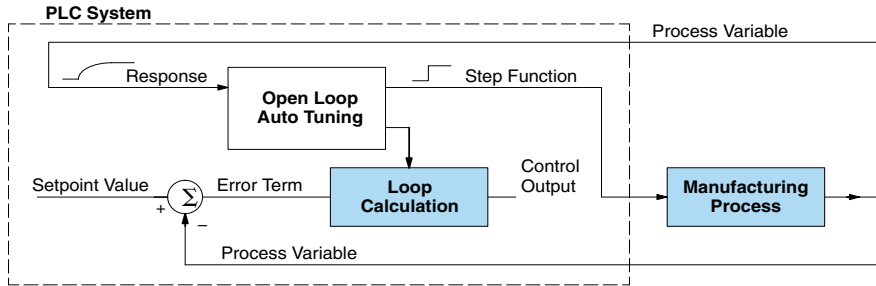 PLC System
Process Variable
Response
Step Function
Open Loop
Auto Tuning
Setpoint Value
+
Σ
−
Error Term
Loop
Calculation
Control
Output
Manufacturing
Process
Process Variable